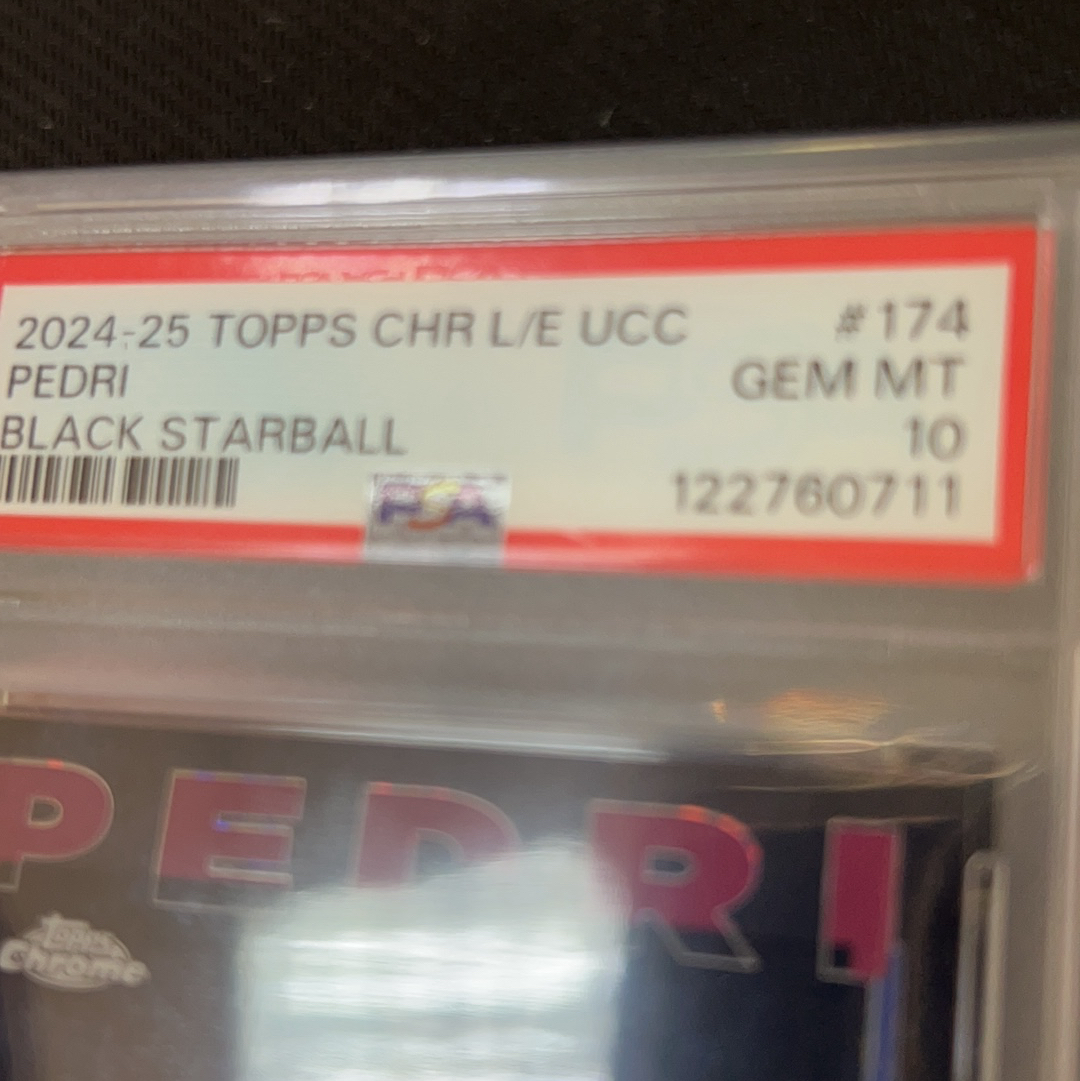 2024-25 TOPPS CHR L/E UCC #174
PEDRI GEM MT
BLACK STARBALL 10
PSA 122760711
PEDRI
Topps
Chrome